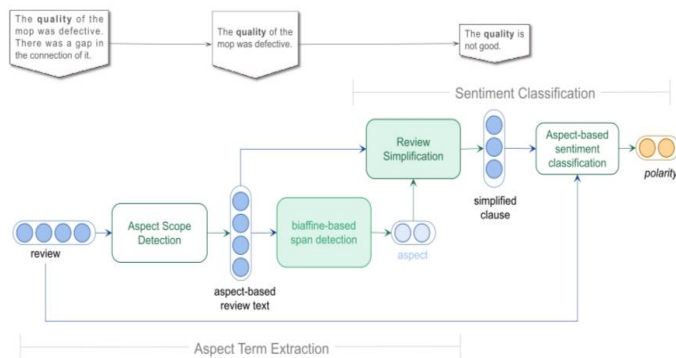 The quality of the
mop was defective.
There was a gap in
the connection of it.
The quality of the
mop was defective.
The quality is
not good.
Sentiment Classification
Review
Simplification
Aspect-based
sentiment
classification
simplified
clause
polarity
Aspect Scope
Detection
biaffine-based
span detection
review
aspect
aspect-based
review text
Aspect Term Extraction